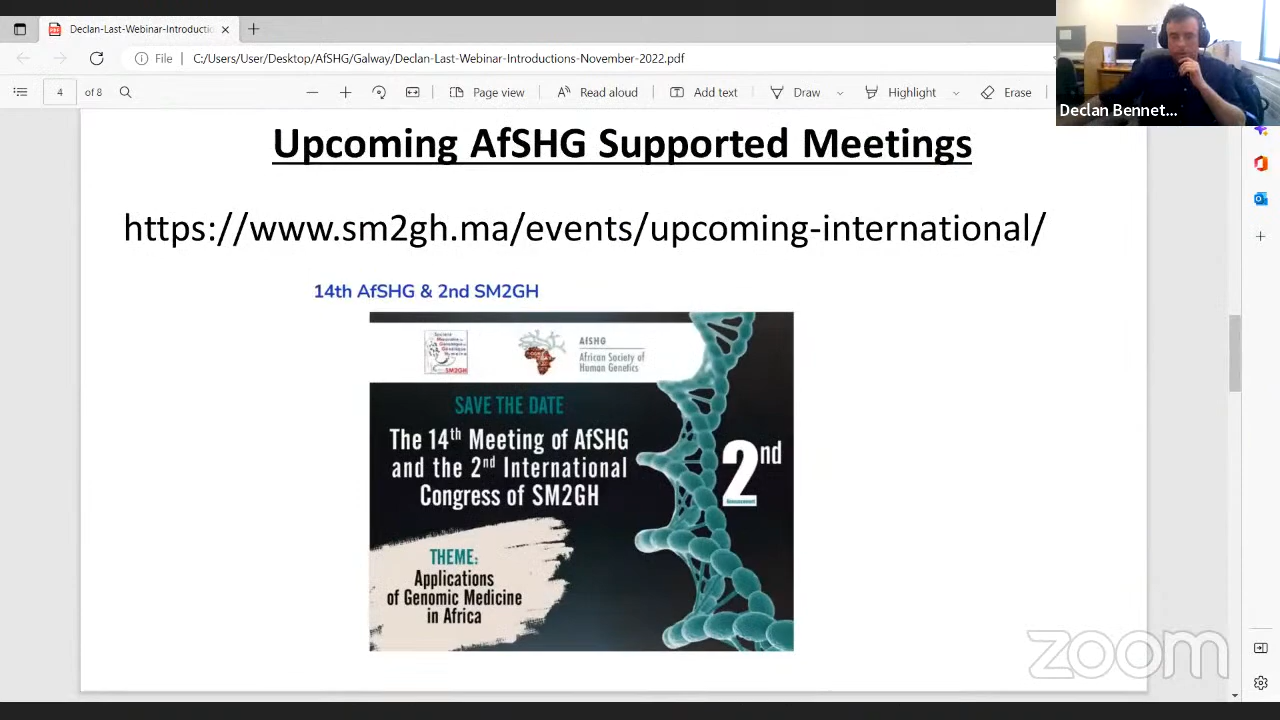 Declan-Last-Webinar-Introductio
File
C:/Users/User/Desktop/AfSHG/galway/Declan-Last-Webinar-Introductions-November-2022.pdf
4 of 8
Page view
Read aloud
Add text
Draw
Highlight
Erase
Declan Bennet...
Upcoming AfSHG Supported Meetings
https://www.sm2gh.ma/events/upcoming-international/
14th AfSHG & 2nd SM2GH
SM2GH
AfSHG
African Society of
Human Genetics
SAVE THE DATE
The 14th Meeting of AfSHG
and the 2nd International
Congress of SM2GH
2nd
Announcement
THEME:
Applications
of Genomic Medicine
in Africa
zoom